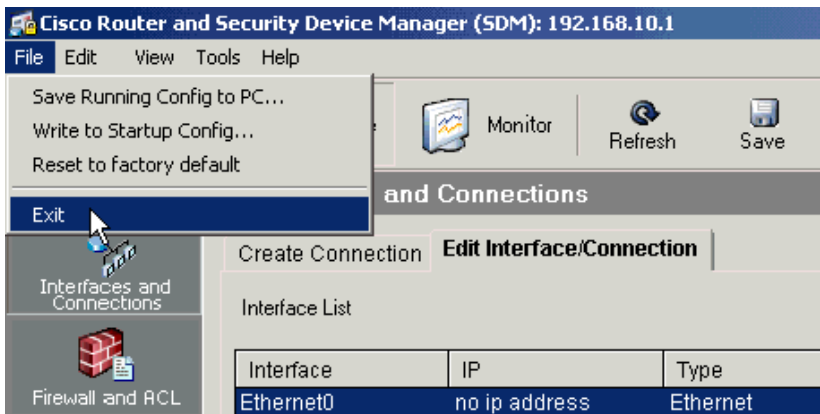 Cisco Router and Security Device Manager (SDM): 192.168.10.1
File Edit View Tools Help
Save Running Config to PC...
Write to Startup Config...
Reset to factory default
Exit
Monitor
Refresh
Save
and Connections
Create Connection
Edit Interface/Connection
Interfaces and
Connections
Interface List
Interface IP Type
Ethernet0 no ip address Ethernet
Firewall and ACL